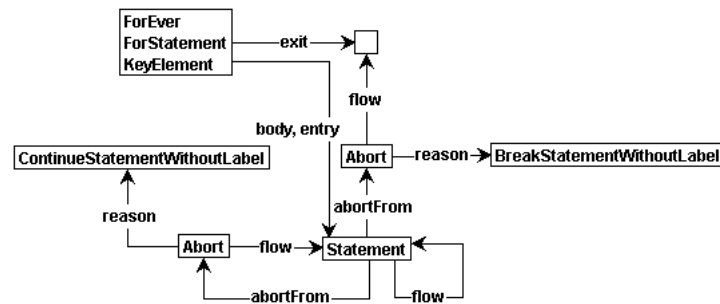 ForEver
ForStatement
exit
KeyElement
flow
body, entry
ContinueStatementWithoutLabel
Abort
reason
BreakStatementWithoutLabel
reason
abortFrom
Abort
flow
Statement
abortFrom
flow